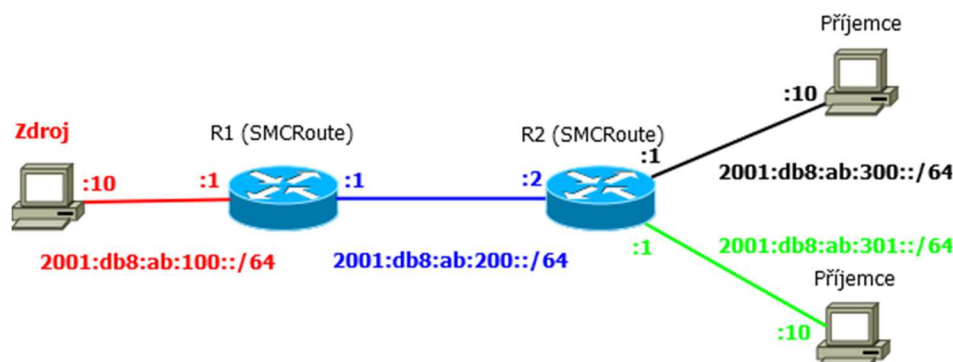 Příjemce
:10
Zdroj
R1 (SMCRoute)
R2 (SMCRoute)
:1
:10
:1
:1
:2
2001:db8:ab:300::/64
2001:db8:ab:100::/64
2001:db8:ab:200::/64
:1
2001:db8:ab:301::/64
Příjemce
:10